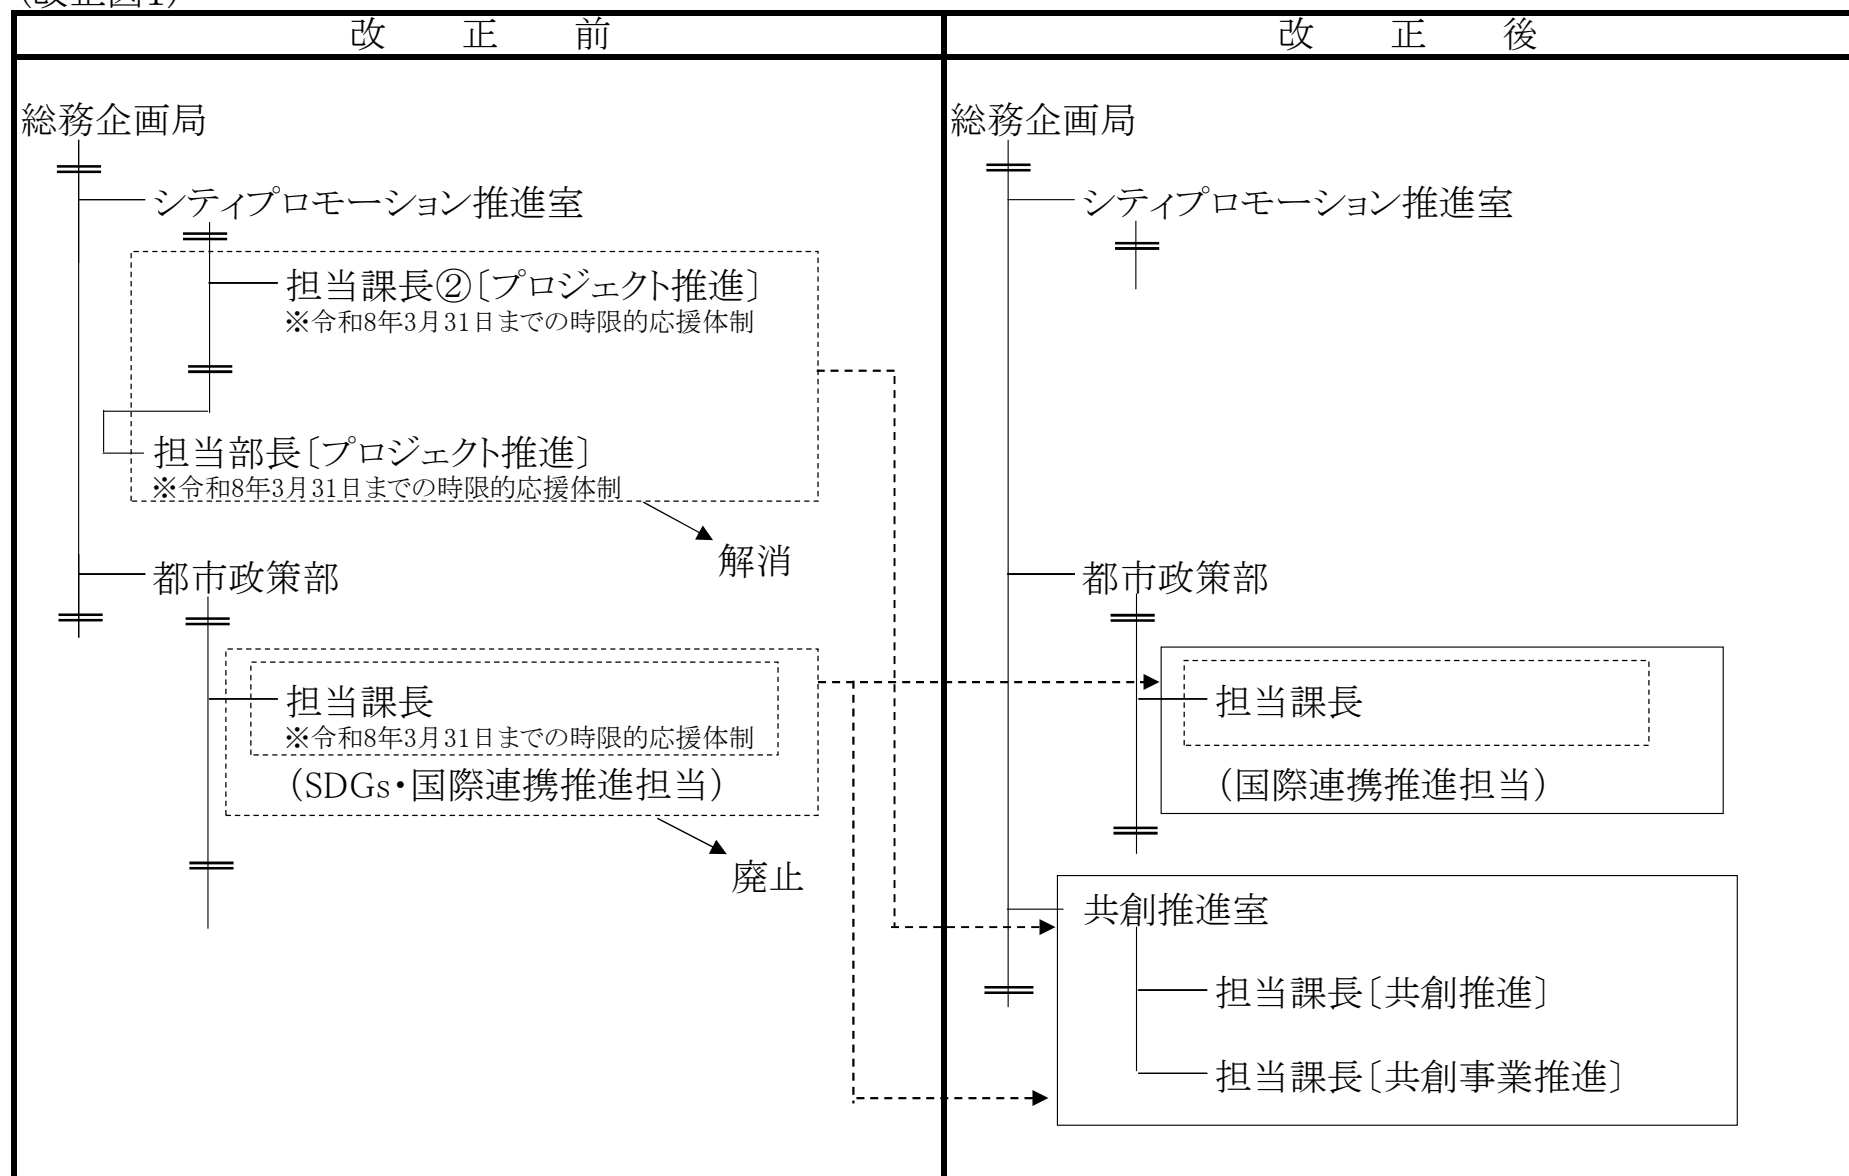 (改正図1)
改正前
改正後
総務企画局
シティプロモーション推進室
担当課長②〔プロジェクト推進〕
※令和8年3月31日までの時限的応援体制
担当部長〔プロジェクト推進〕
※令和8年3月31日までの時限的応援体制
解消
都市政策部
担当課長
※令和8年3月31日までの時限的応援体制
(SDGs・国際連携推進担当)
廃止
総務企画局
シティプロモーション推進室
都市政策部
担当課長
(国際連携推進担当)
共創推進室
担当課長〔共創推進〕
担当課長〔共創事業推進〕